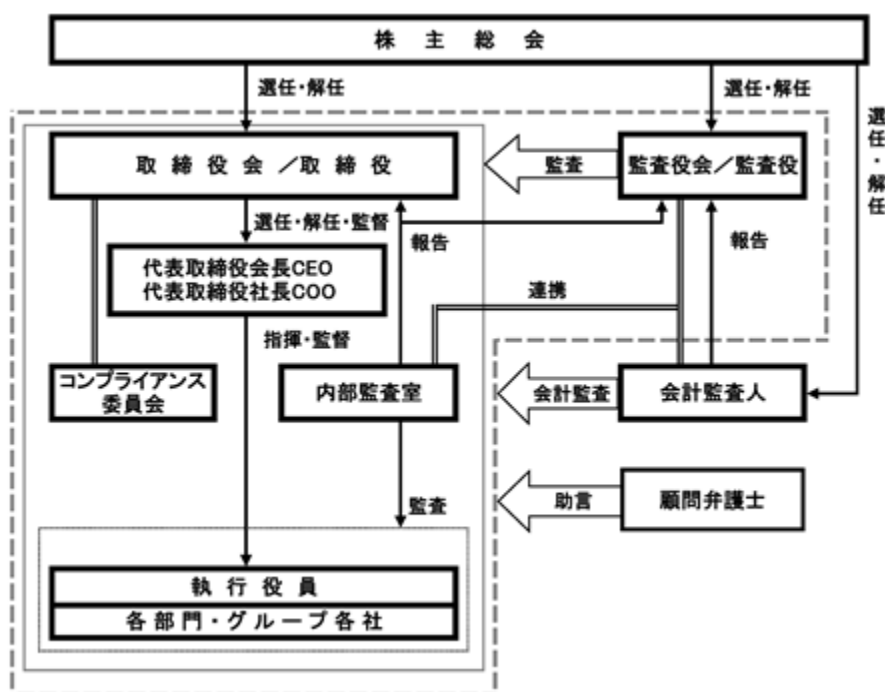 株主総会
選任・解任
選任・解任
選任・解任
取締役会／取締役
監査
監査役会／監査役
選任・解任・監督
報告
報告
代表取締役会長CEO
代表取締役社長COO
連携
指揮・監督
コンプライアンス
委員会
内部監査室
会計監査
会計監査人
監査
助言
顧問弁護士
執行役員
各部門・グループ各社